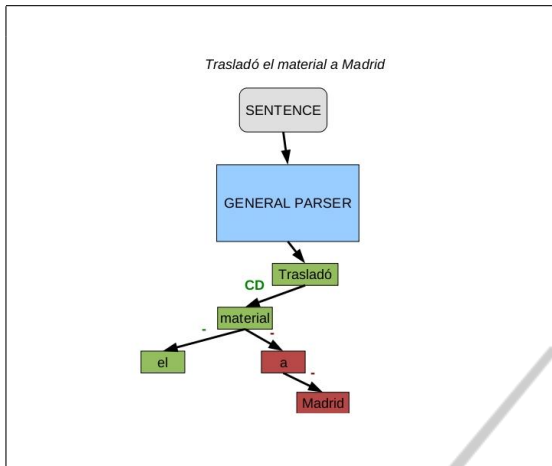 Trasladó el material a Madrid
SENTENCE
GENERAL PARSER
Trasladó
CD
material
- -
el a
-
Madrid